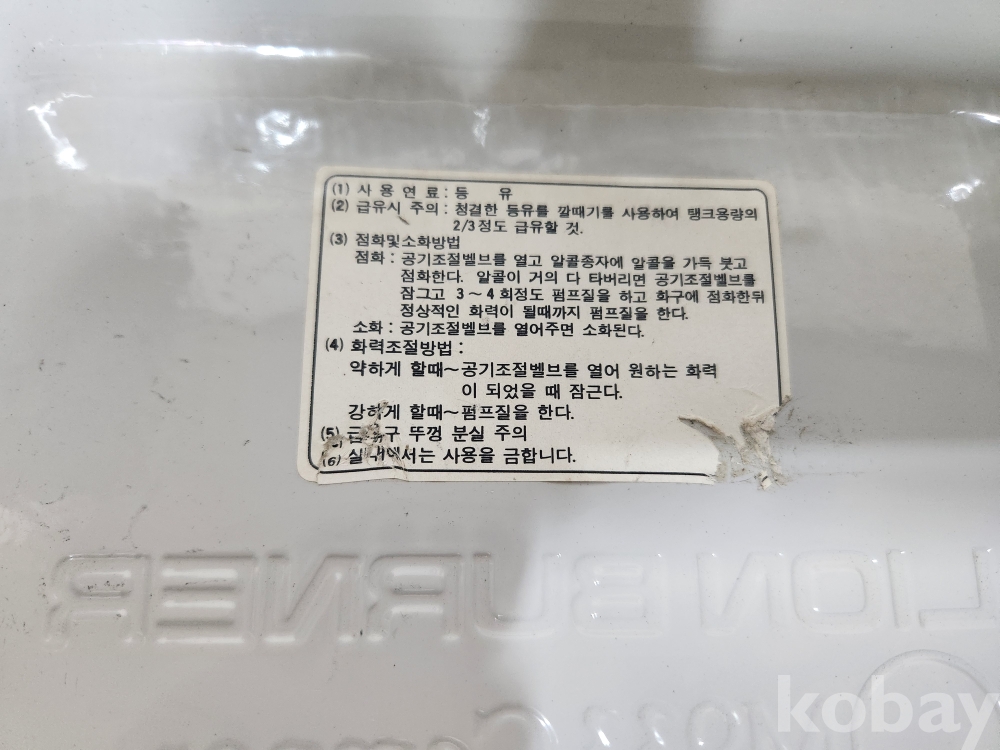 (1) 사 용 연 료 : 등 유
(2) 급유시 주의 : 청결한 등유를 깔때기를 사용하여 탱크용량의
2/3정도 급유할 것.
(3) 점화및소화방법
점화 : 공기조절벨브를 열고 알콜종자에 알콜을 가득 붓고
점화한다. 알콜이 거의 다 타버리면 공기조절벨브를
잠그고 3～4회정도 펌프질을 하고 화구에 점화한뒤
정상적인 화력이 될때까지 펌프질을 한다.
소화 : 공기조절벨브를 열어주면 소화된다.
(4) 화력조절방법 :
약하게 할때～공기조절벨브를 열어 원하는 화력
이 되었을 때 잠근다.
강하게 할때～펌프질을 한다.
(5) 뚜껑 분실 주의
(6) 실내에서는 사용을 금합니다.
LION BURNER
kobay